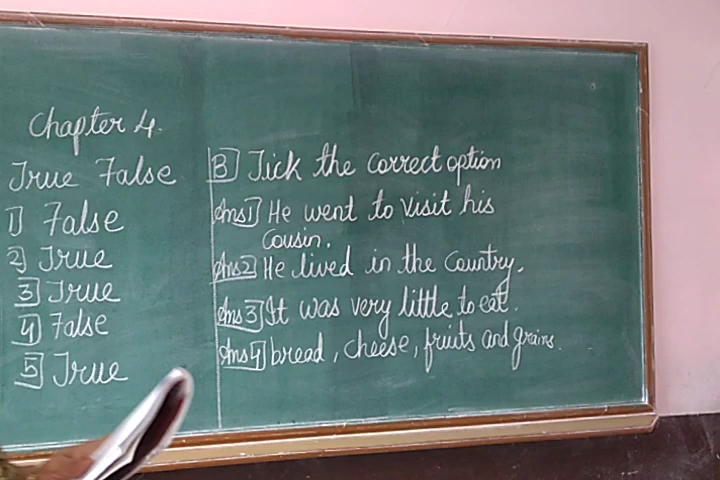 Chapter 4.
True False
1) False
2) True
3) True
4) False
5) True
B) Tick the correct option
Ans1) He went to visit his
Cousin.
Ans2) He lived in the Country.
Ans3) It was very little to eat.
Ans4) bread, cheese, fruits and grains.